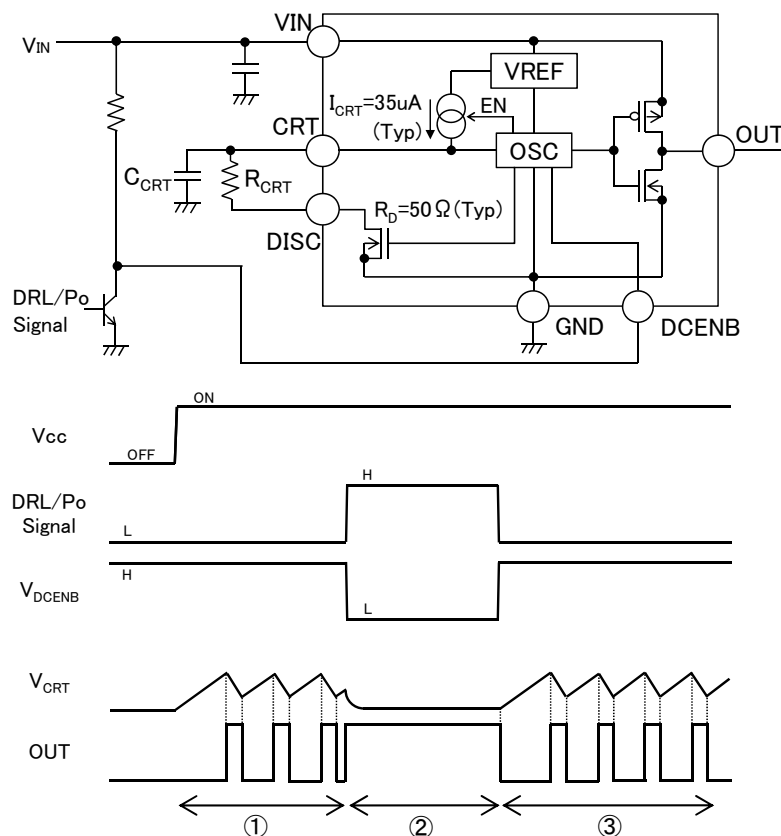 VIN
VIN
VREF
ICRT=35uA
(Typ)
EN
CRT
OSC
OUT
CCRT
RCRT
RD=50Ω(Typ)
DISC
DRL/Po
Signal
GND
DCENB
ON
Vcc
OFF
H
DRL/Po
Signal
L
H
VDCENB
L
VCRT
OUT
①
②
③